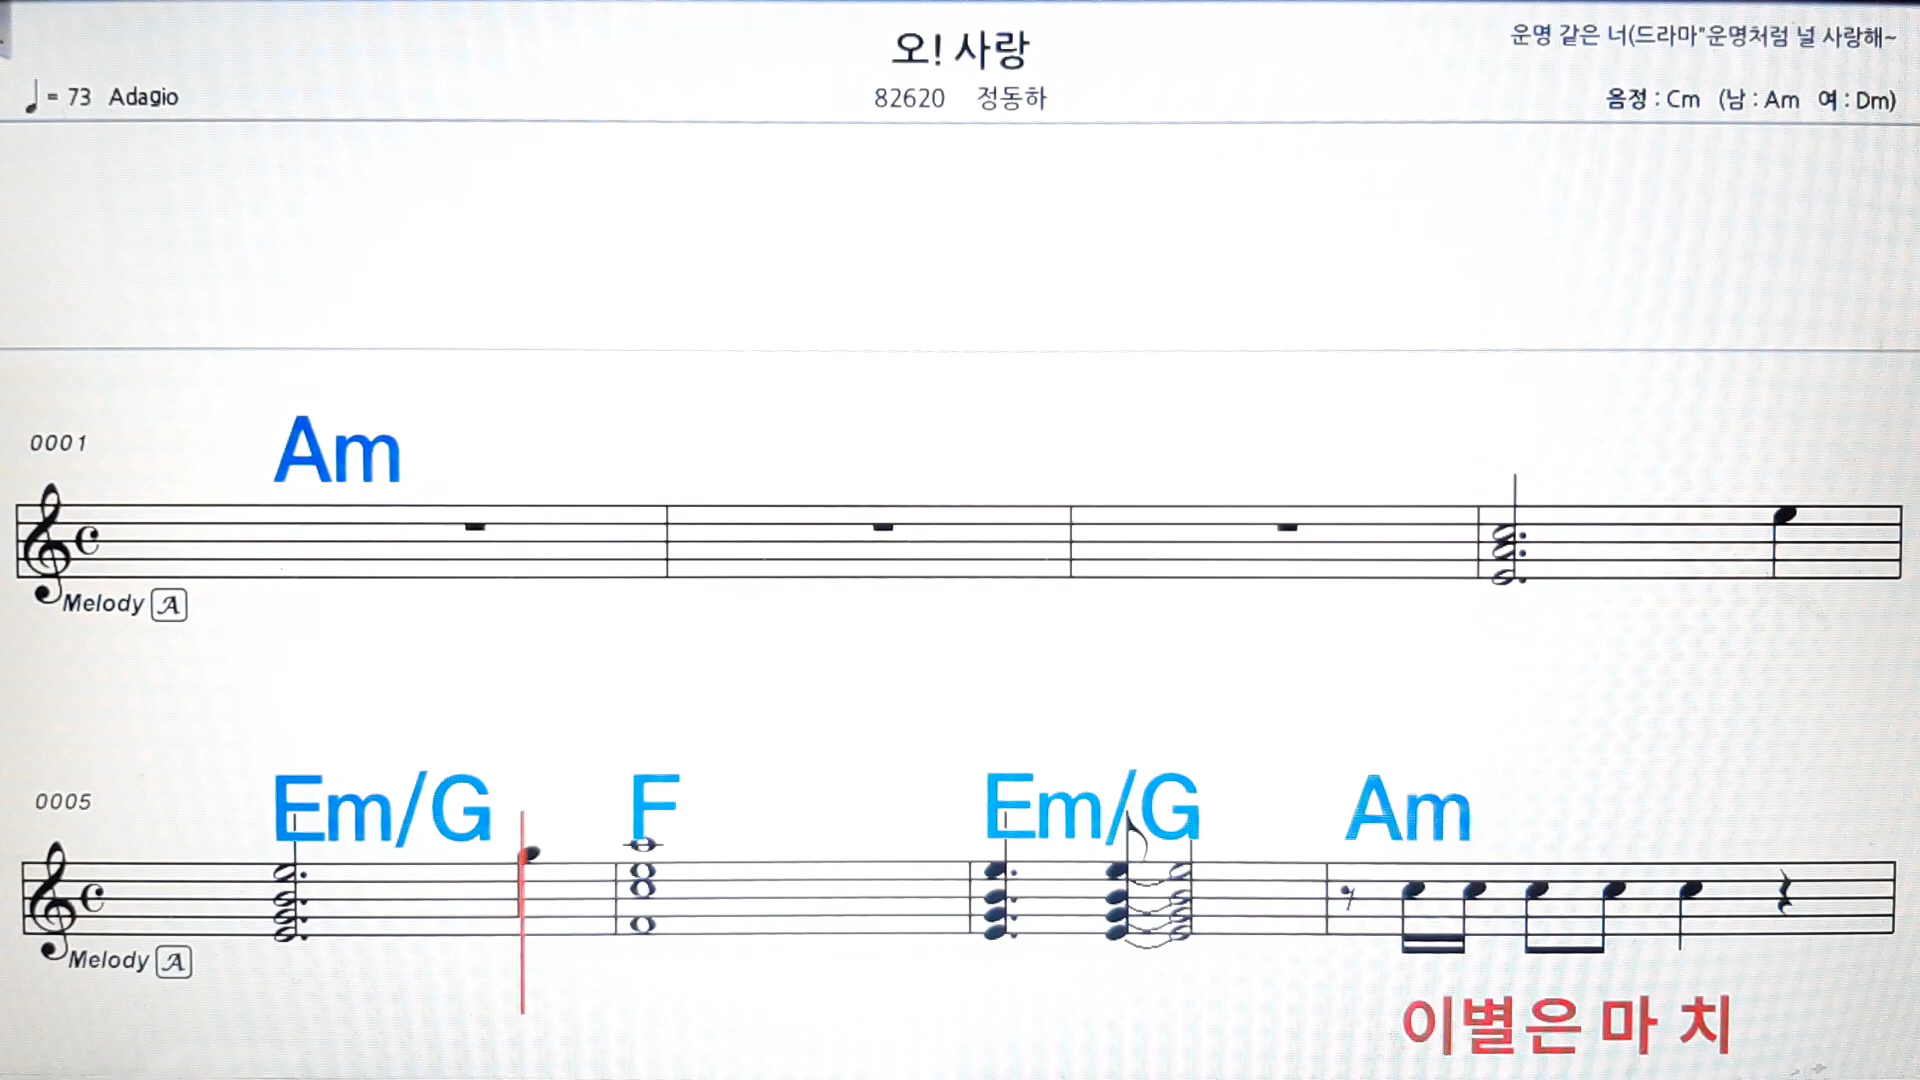 오! 사랑
운명 같은 너(드라마"운명처럼 널 사랑해~
♩= 73 Adagio
82620 정동하
음정 : Cm (남 : Am 여 : Dm)
0001
Am
Melody A
0005
Em/G F Em/G Am
Melody A
이별은 마 치